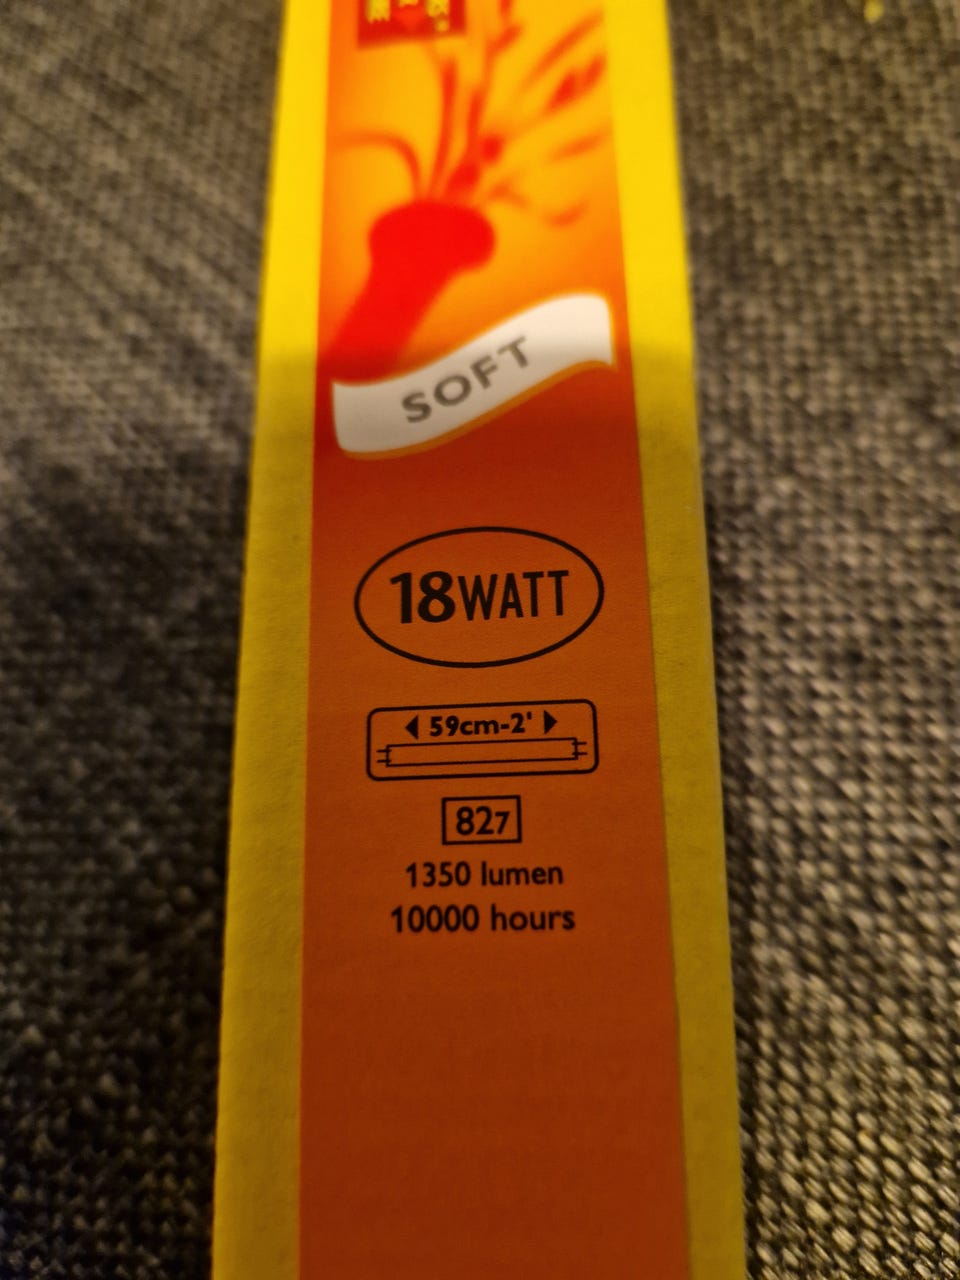 SOFT
18WATT
59cm-2'
827
1350 lumen
10000 hours